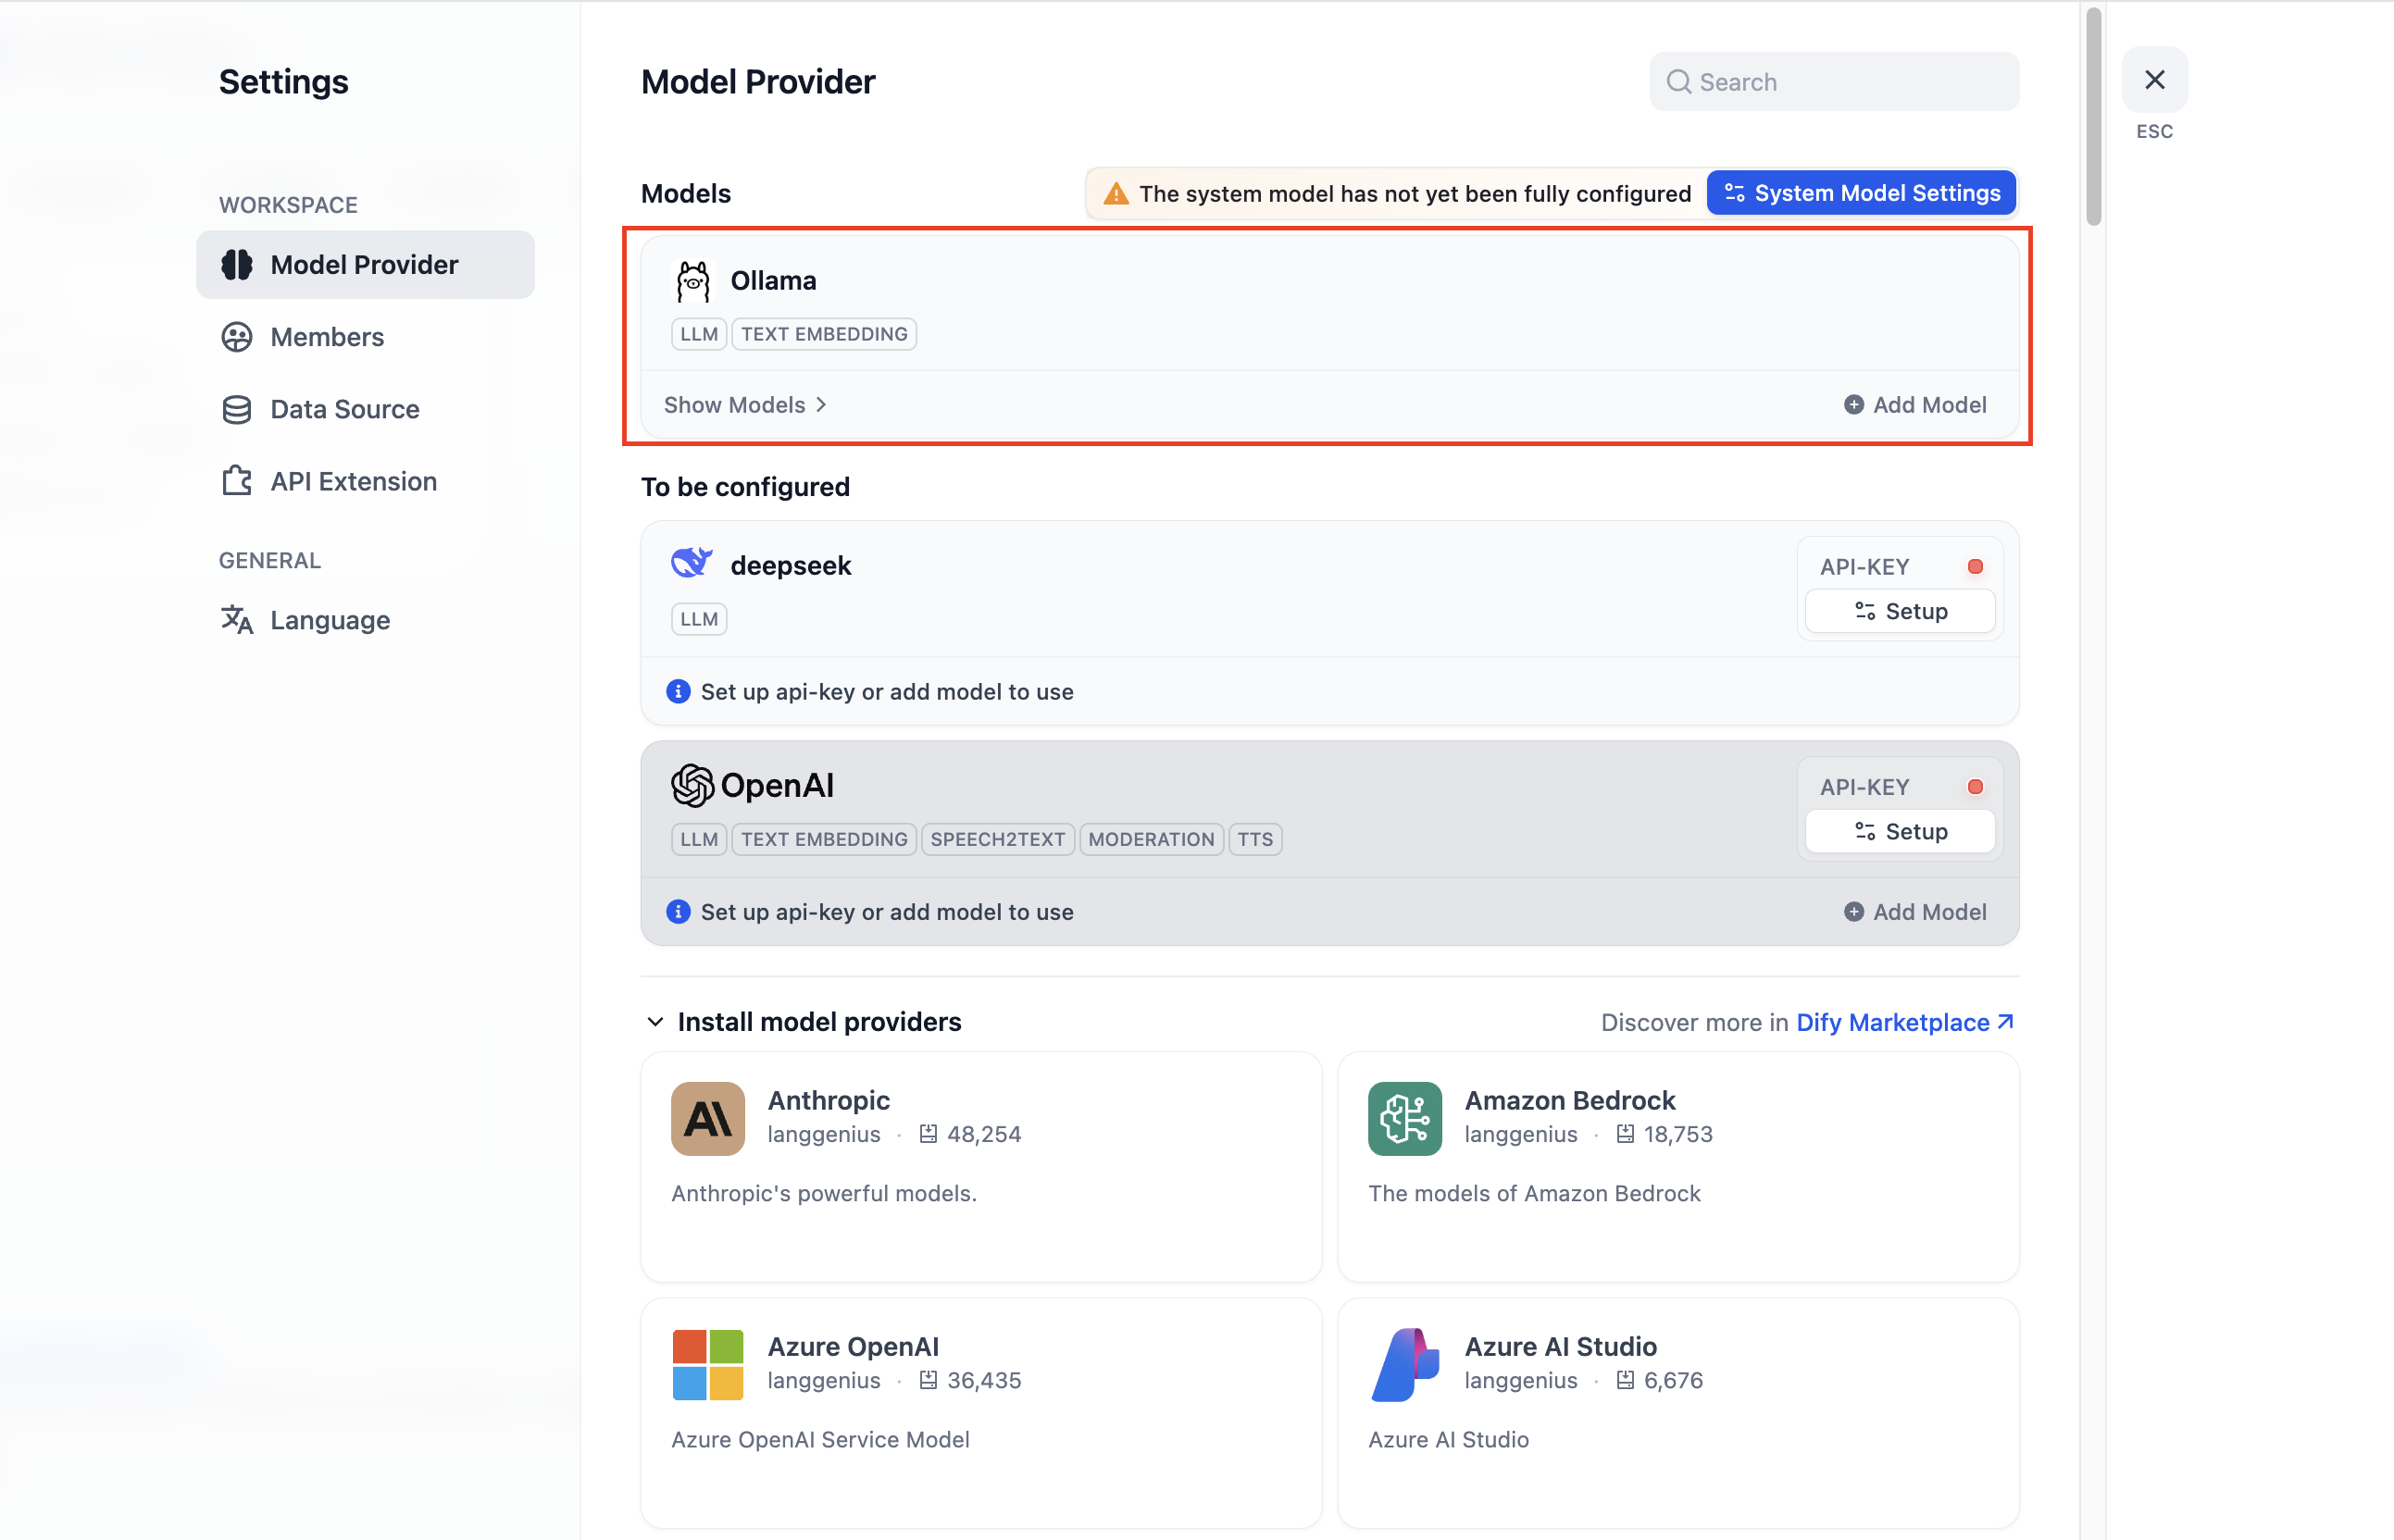 Settings
WORKSPACE
Model Provider
Members
Data Source
API Extension
GENERAL
Language
Model Provider
Search
ESC
Models
The system model has not yet been fully configured
System Model Settings
Ollama
LLM TEXT EMBEDDING
Show Models
Add Model
To be configured
deepseek
LLM
API-KEY
Setup
Set up api-key or add model to use
OpenAI
LLM TEXT EMBEDDING SPEECH2TEXT MODERATION TTS
API-KEY
Setup
Set up api-key or add model to use
Add Model
Install model providers
Discover more in Dify Marketplace
Anthropic
langgenius · 48,254
Anthropic's powerful models.
Amazon Bedrock
langgenius · 18,753
The models of Amazon Bedrock
Azure OpenAI
langgenius · 36,435
Azure OpenAI Service Model
Azure AI Studio
langgenius · 6,676
Azure AI Studio